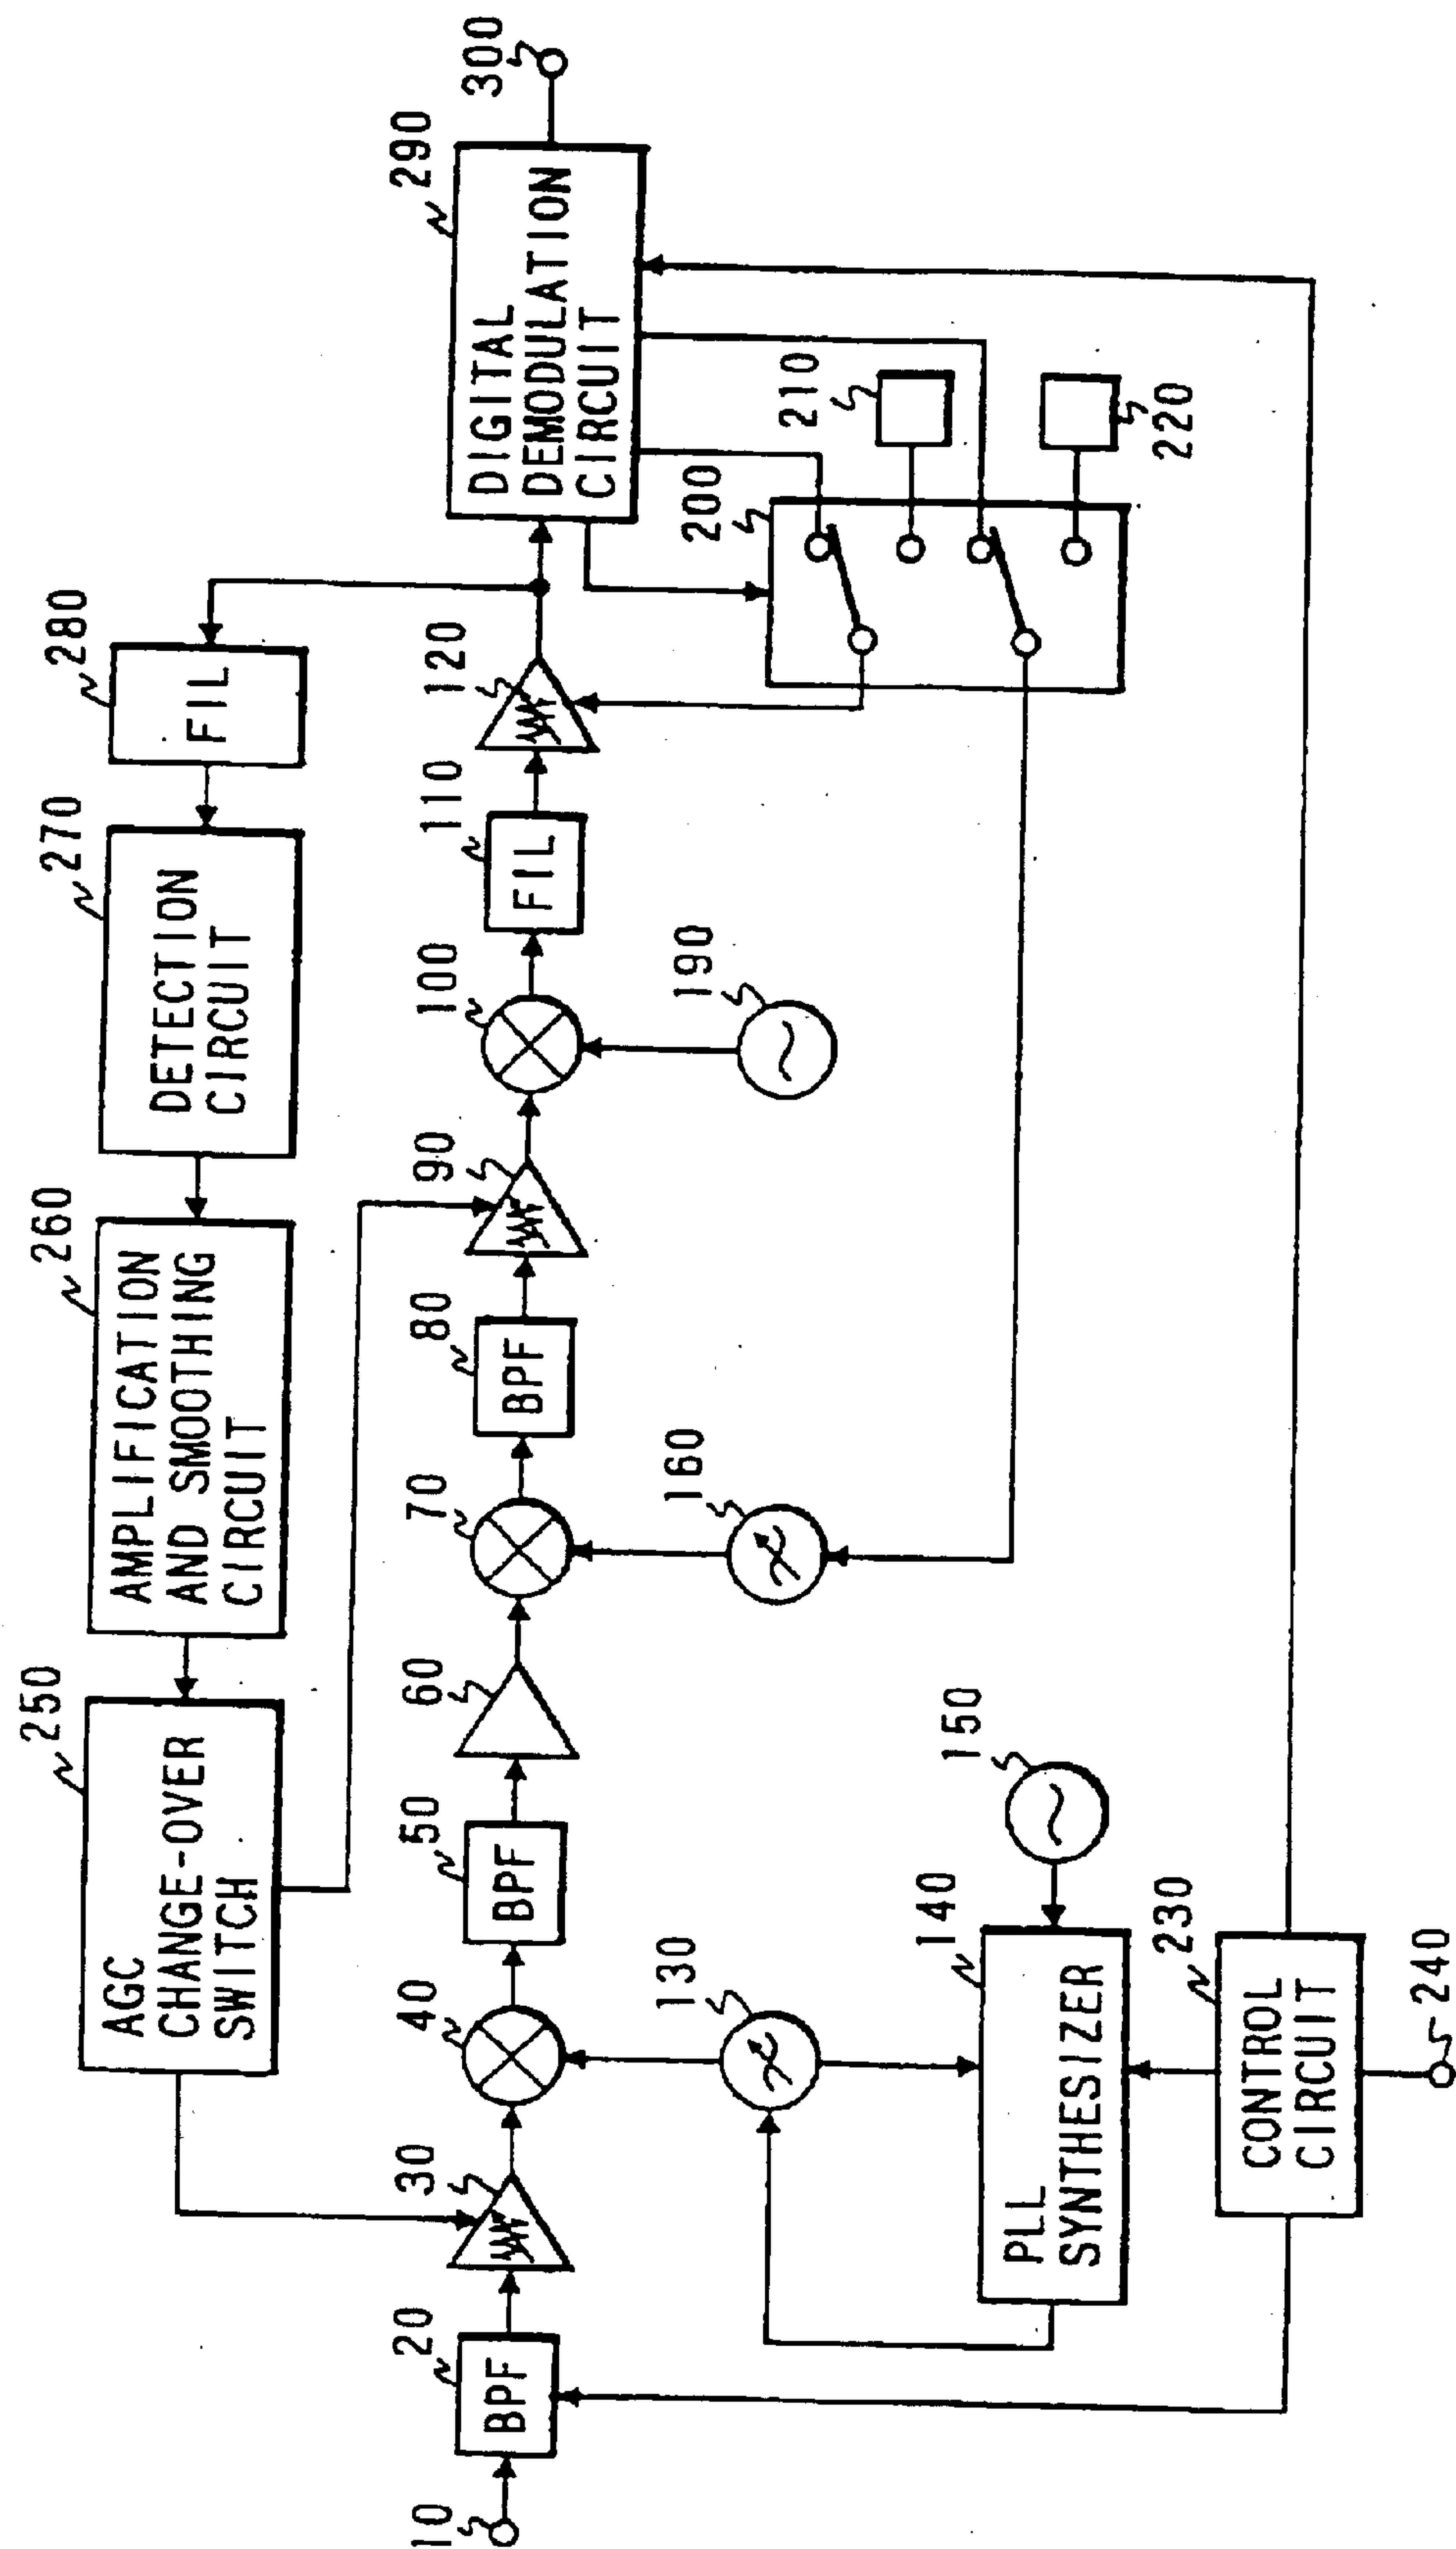 250
AGC
CHANGE-OVER
SWITCH
260
AMPLIFICATION
AND SMOOTHING
CIRCUIT
270
DETECTION
CIRCUIT
280
FIL
10
20
BPF
30
40
50
BPF
60
70
80
BPF
90
100
110
FIL
120
290
DIGITAL
DEMODULATION
CIRCUIT
300
130
160
190
200
210
220
140
PLL
SYNTHESIZER
150
230
CONTROL
CIRCUIT
240